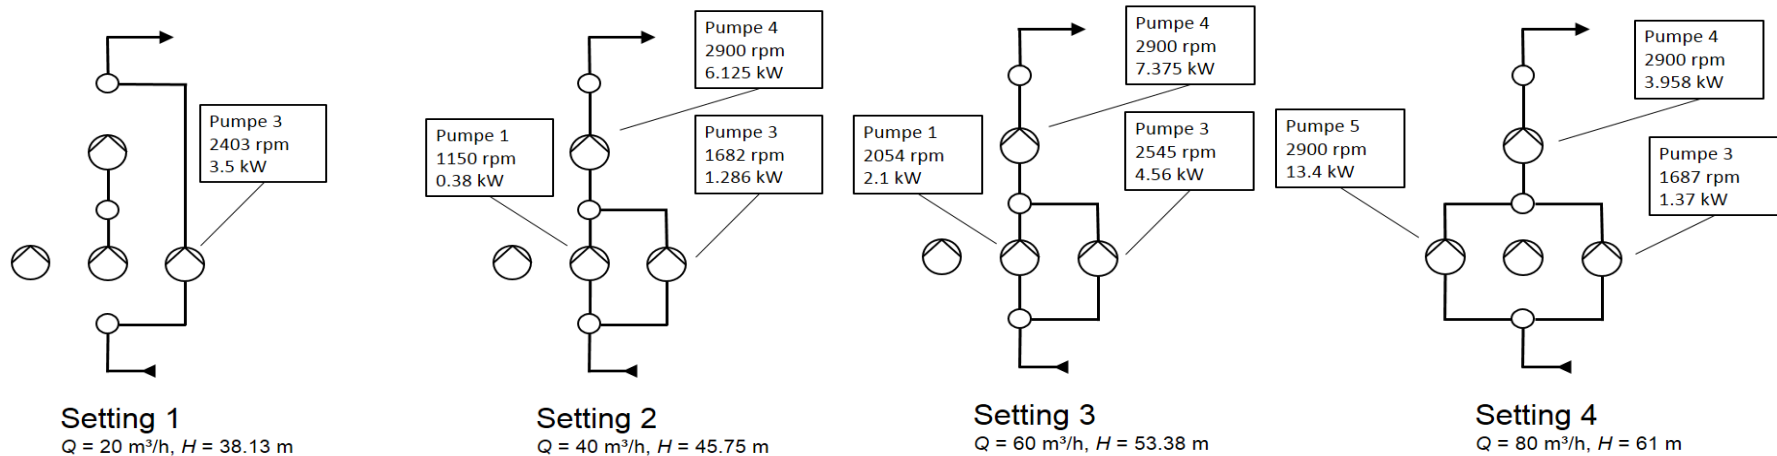 Pumpe 3
2403 rpm
3.5 kW
Setting 1
Q = 20 m³/h, H = 38.13 m
Pumpe 4
2900 rpm
6.125 kW
Pumpe 1
1150 rpm
0.38 kW
Pumpe 3
1682 rpm
1.286 kW
Setting 2
Q = 40 m³/h, H = 45.75 m
Pumpe 4
2900 rpm
7.375 kW
Pumpe 1
2054 rpm
2.1 kW
Pumpe 3
2545 rpm
4.56 kW
Setting 3
Q = 60 m³/h, H = 53.38 m
Pumpe 4
2900 rpm
3.958 kW
Pumpe 5
2900 rpm
13.4 kW
Pumpe 3
1687 rpm
1.37 kW
Setting 4
Q = 80 m³/h, H = 61 m